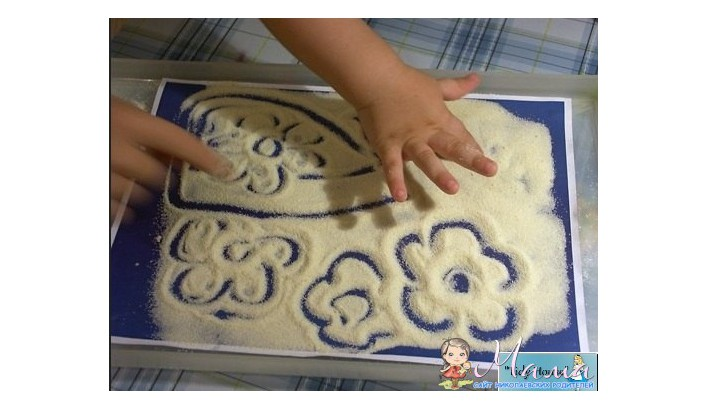 Мама
САЙТ НИКОЛАЕВСКИХ РОДИТЕЛЕЙ